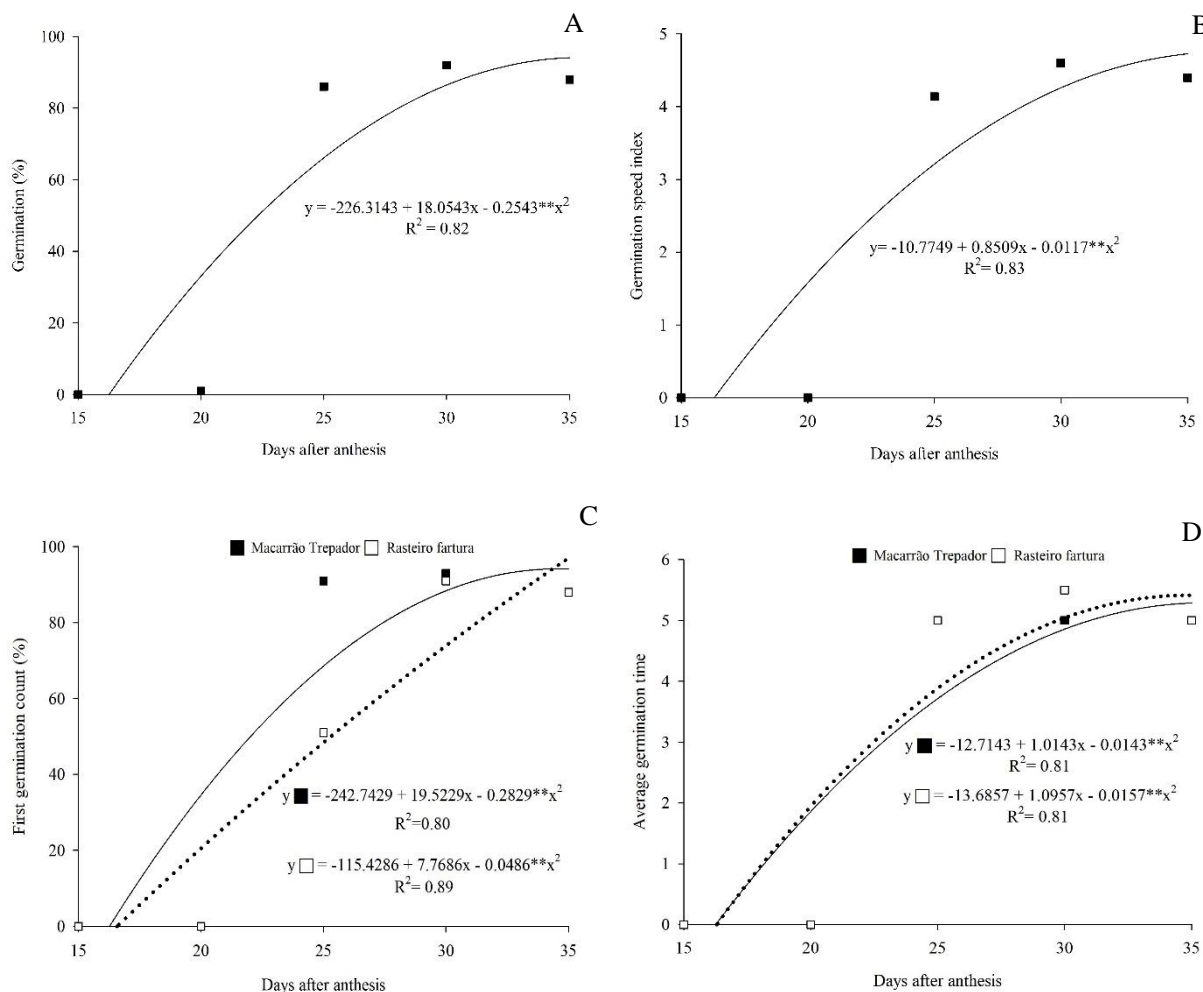 A
100
80
60
40
20
0
Germination (%)
y = -226.3143 + 18.0543x - 0.2543**x²
R² = 0.82
15 20 25 30 35
Days after anthesis
B
5
4
3
2
1
0
Germination speed index
y= -10.7749 + 0.8509x - 0.0117**x²
R²= 0.83
15 20 25 30 35
Days after anthesis
C
Macarrão Trepador Rasteiro fartura
100
80
60
40
20
0
First germination count (%)
y ■ = -242.7429 + 19.5229x - 0.2829**x²
R²=0.80
y □ = -115.4286 + 7.7686x - 0.0486**x²
R²= 0.89
15 20 25 30 35
Days after anthesis
D
Macarrão Trepador Rasteiro fartura
6
5
4
3
2
1
0
Average germination time
y ■ = -12.7143 + 1.0143x - 0.0143**x²
R²= 0.81
y □ = -13.6857 + 1.0957x - 0.0157**x²
R²= 0.81
15 20 25 30 35
Days after anthesis